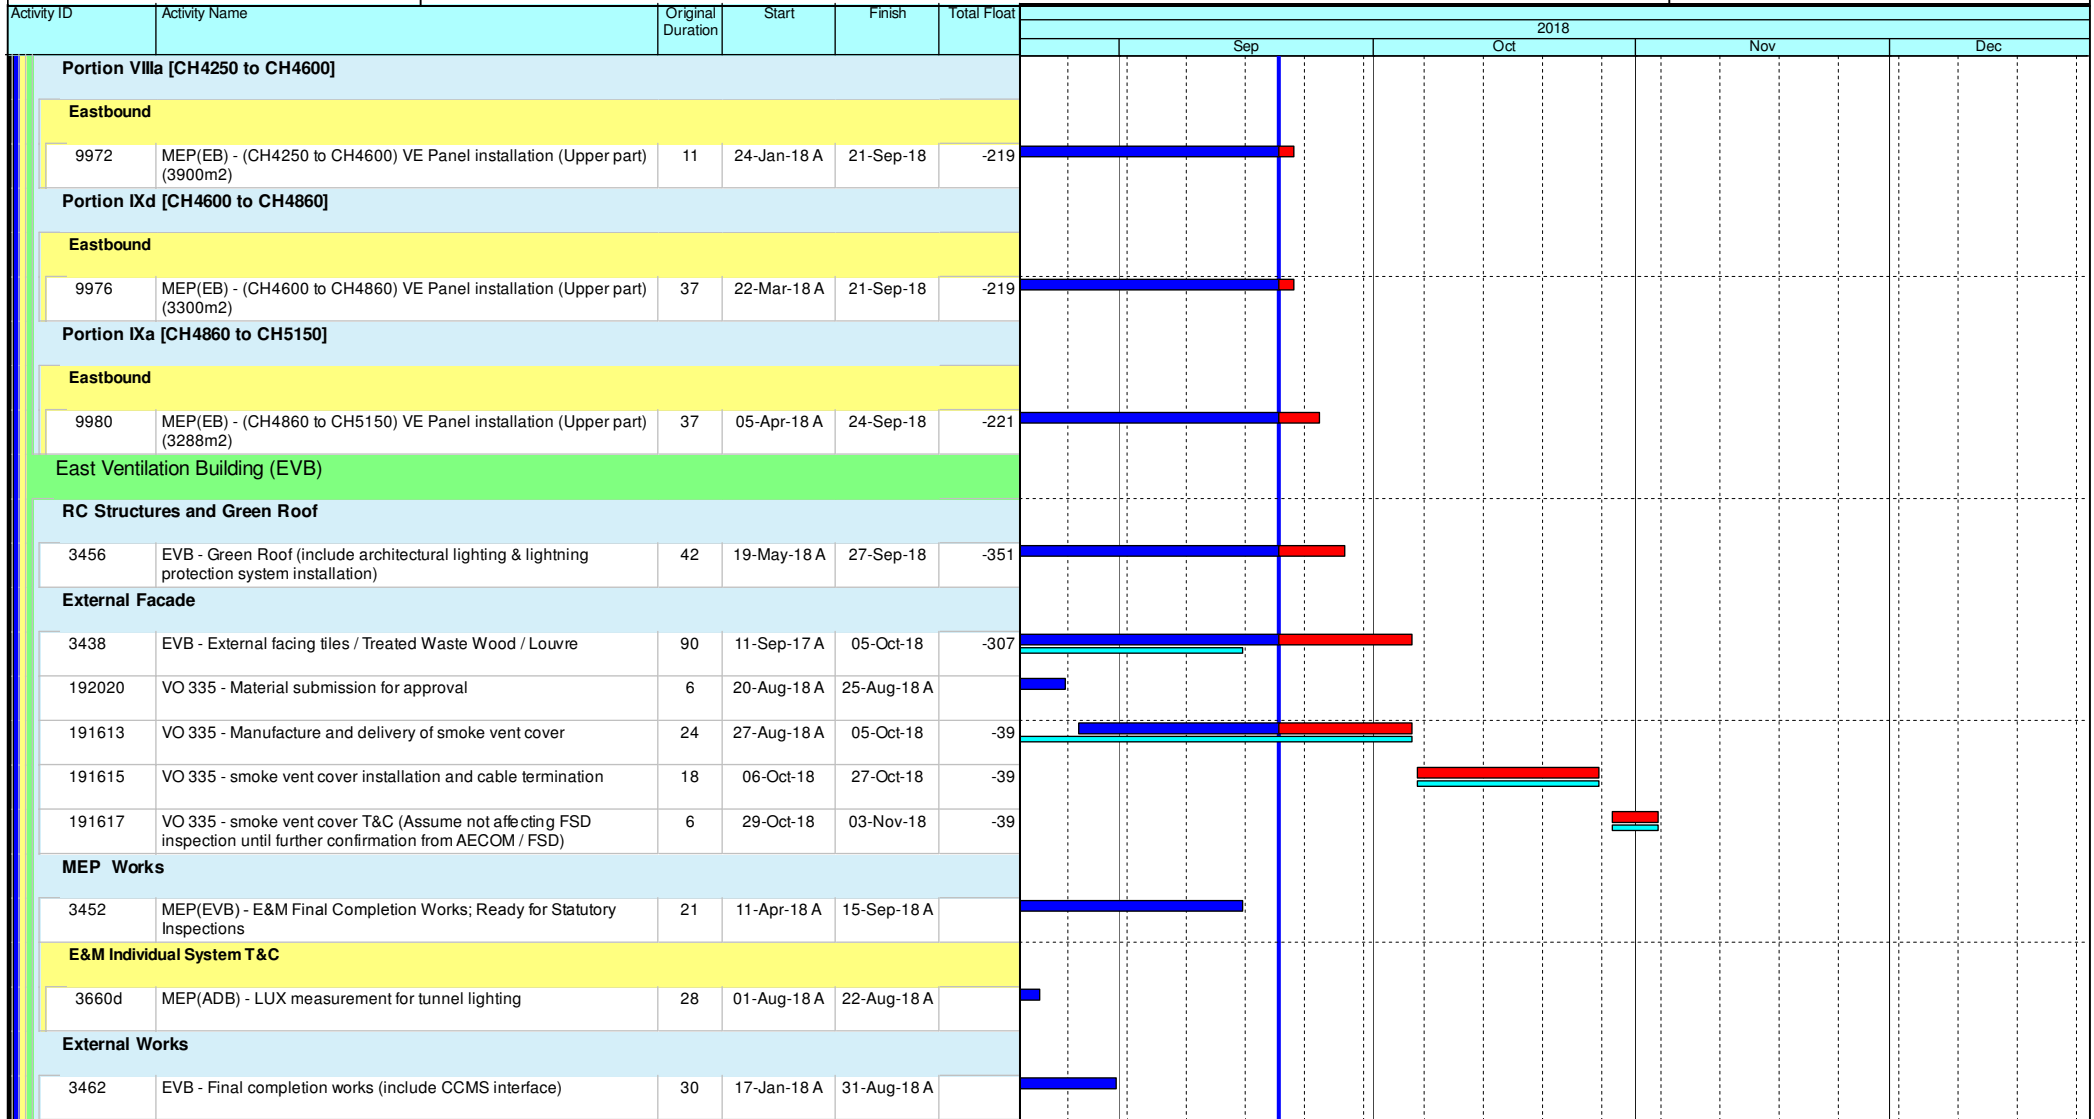 Activity ID Activity Name Original Start Finish Total Float
Duration
2018
Sep Oct Nov Dec
Portion VIIIa [CH4250 to CH4600]
Eastbound
9972 MEP(EB) - (CH4250 to CH4600) VE Panel installation (Upper part) 11 24-Jan-18 A 21-Sep-18 -219
(3900m2)
Portion IXd [CH4600 to CH4860]
Eastbound
9976 MEP(EB) - (CH4600 to CH4860) VE Panel installation (Upper part) 37 22-Mar-18 A 21-Sep-18 -219
(3300m2)
Portion IXa [CH4860 to CH5150]
Eastbound
9980 MEP(EB) - (CH4860 to CH5150) VE Panel installation (Upper part) 37 05-Apr-18 A 24-Sep-18 -221
(3288m2)
East Ventilation Building (EVB)
RC Structures and Green Roof
3456 EVB - Green Roof (include architectural lighting & lightning 42 19-May-18 A 27-Sep-18 -351
protection system installation)
External Facade
3438 EVB - External facing tiles / Treated Waste Wood / Louvre 90 11-Sep-17 A 05-Oct-18 -307
192020 VO 335 - Material submission for approval 6 20-Aug-18 A 25-Aug-18 A
191613 VO 335 - Manufacture and delivery of smoke vent cover 24 27-Aug-18 A 05-Oct-18 -39
191615 VO 335 - smoke vent cover installation and cable termination 18 06-Oct-18 27-Oct-18 -39
191617 VO 335 - smoke vent cover T&C (Assume not affecting FSD 6 29-Oct-18 03-Nov-18 -39
inspection until further confirmation from AECOM / FSD)
MEP Works
3452 MEP(EVB) - E&M Final Completion Works; Ready for Statutory 21 11-Apr-18 A 15-Sep-18 A
Inspections
E&M Individual System T&C
3660d MEP(ADB) - LUX measurement for tunnel lighting 28 01-Aug-18 A 22-Aug-18 A
External Works
3462 EVB - Final completion works (include CCMS interface) 30 17-Jan-18 A 31-Aug-18 A